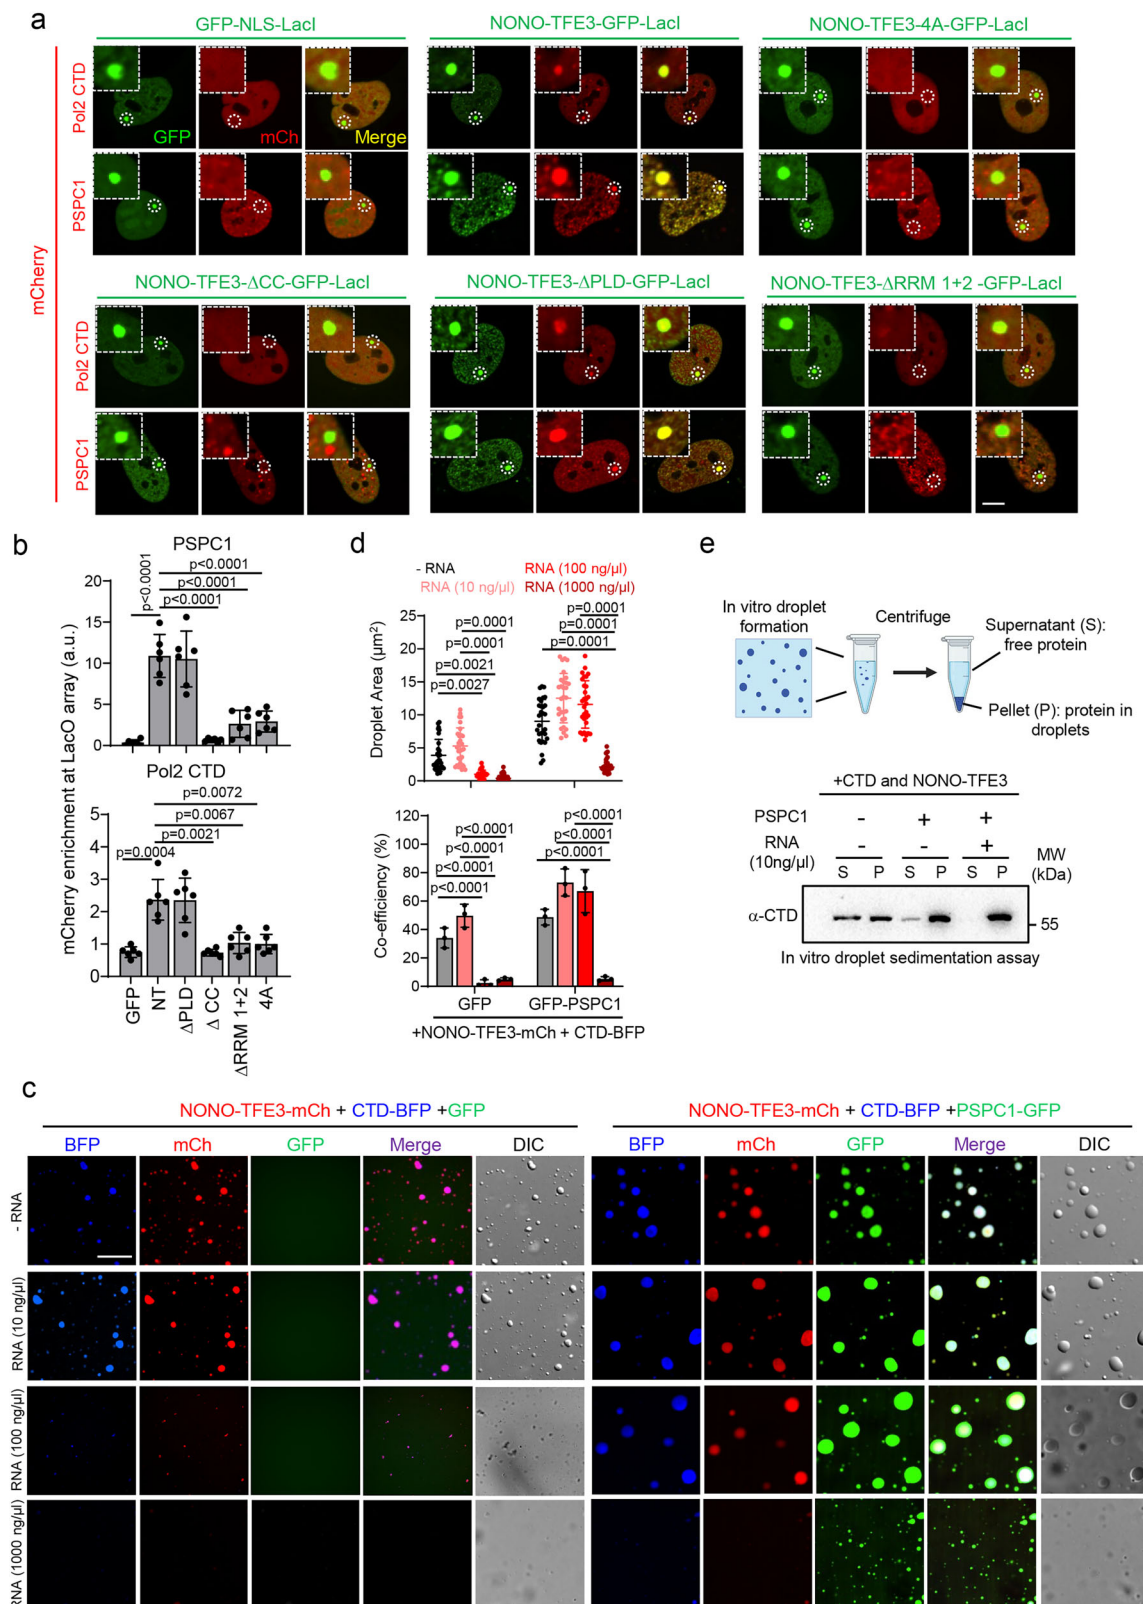 a
GFP-NLS-LacI
NONO-TFE3-GFP-LacI
NONO-TFE3-4A-GFP-LacI
mCherry
Pol2 CTD
GFP
mCh
Merge
PSPC1
NONO-TFE3-ΔCC-GFP-LacI
NONO-TFE3-ΔPLD-GFP-LacI
NONO-TFE3-ΔRRM 1+2 -GFP-LacI
Pol2 CTD
PSPC1
b
mCherry enrichment at LacO array (a.u.)
PSPC1
p<0.0001
p<0.0001
p<0.0001
p<0.0001
20
15
10
5
0
Pol2 CTD
p=0.0072
p=0.0067
p=0.0021
p=0.0004
5
4
3
2
1
0
GFP
NT
ΔPLD
Δ CC
ΔRRM 1+2
4A
d
- RNA
RNA (100 ng/µl)
RNA (10 ng/µl)
RNA (1000 ng/µl)
Droplet Area (µm²)
25
20
15
10
5
0
p=0.0001
p=0.0001
p=0.0021
p=0.0027
p=0.0001
p=0.0001
p=0.0001
Co-efficiency (%)
120
100
80
60
40
20
0
p<0.0001
p<0.0001
p<0.0001
p<0.0001
p<0.0001
p<0.0001
p<0.0001
GFP
GFP-PSPC1
+NONO-TFE3-mCh + CTD-BFP
e
In vitro droplet
formation
Centrifuge
Supernatant (S):
free protein
Pellet (P): protein in
droplets
+CTD and NONO-TFE3
PSPC1 - + +
RNA - - +
(10ng/µl)
S P S P S P
MW
(kDa)
α-CTD
55
In vitro droplet sedimentation assay
c
NONO-TFE3-mCh + CTD-BFP +GFP
NONO-TFE3-mCh + CTD-BFP +PSPC1-GFP
BFP mCh GFP Merge DIC
BFP mCh GFP Merge DIC
- RNA
RNA (10 ng/µl)
RNA (100 ng/µl)
RNA (1000 ng/µl)